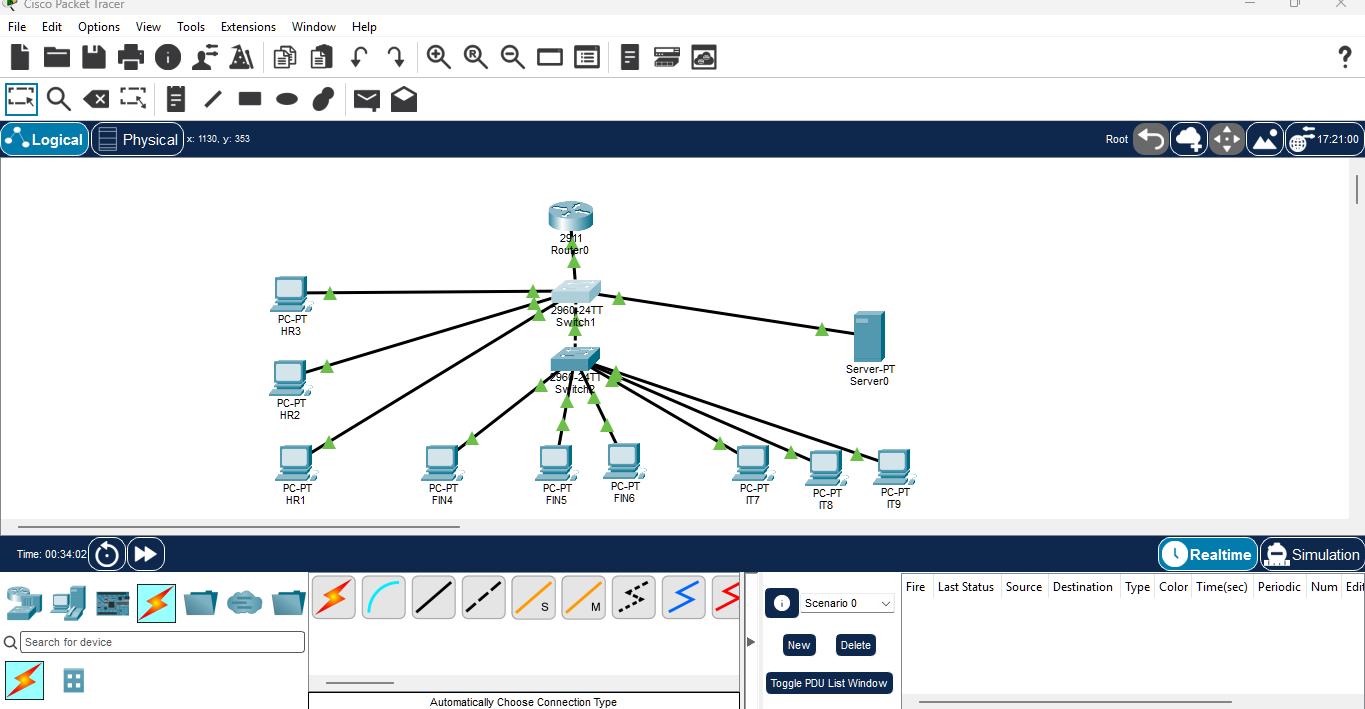 Cisco Packet Tracer
File Edit Options View Tools Extensions Window Help
Logical Physical x: 1130, y: 353 Root 17:21:00
2911
Router0
PC-PT
HR3
2960-24TT
Switch1
PC-PT
HR2
2960-24TT
Switch2
Server-PT
Server0
PC-PT
HR1
PC-PT
FIN4
PC-PT
FIN5
PC-PT
FIN6
PC-PT
IT7
PC-PT
IT8
PC-PT
IT9
Time: 00:34:02 Realtime Simulation
S M
Search for device
Automatically Choose Connection Type
Scenario 0
New Delete
Toggle PDU List Window
Fire Last Status Source Destination Type Color Time(sec) Periodic Num Edit